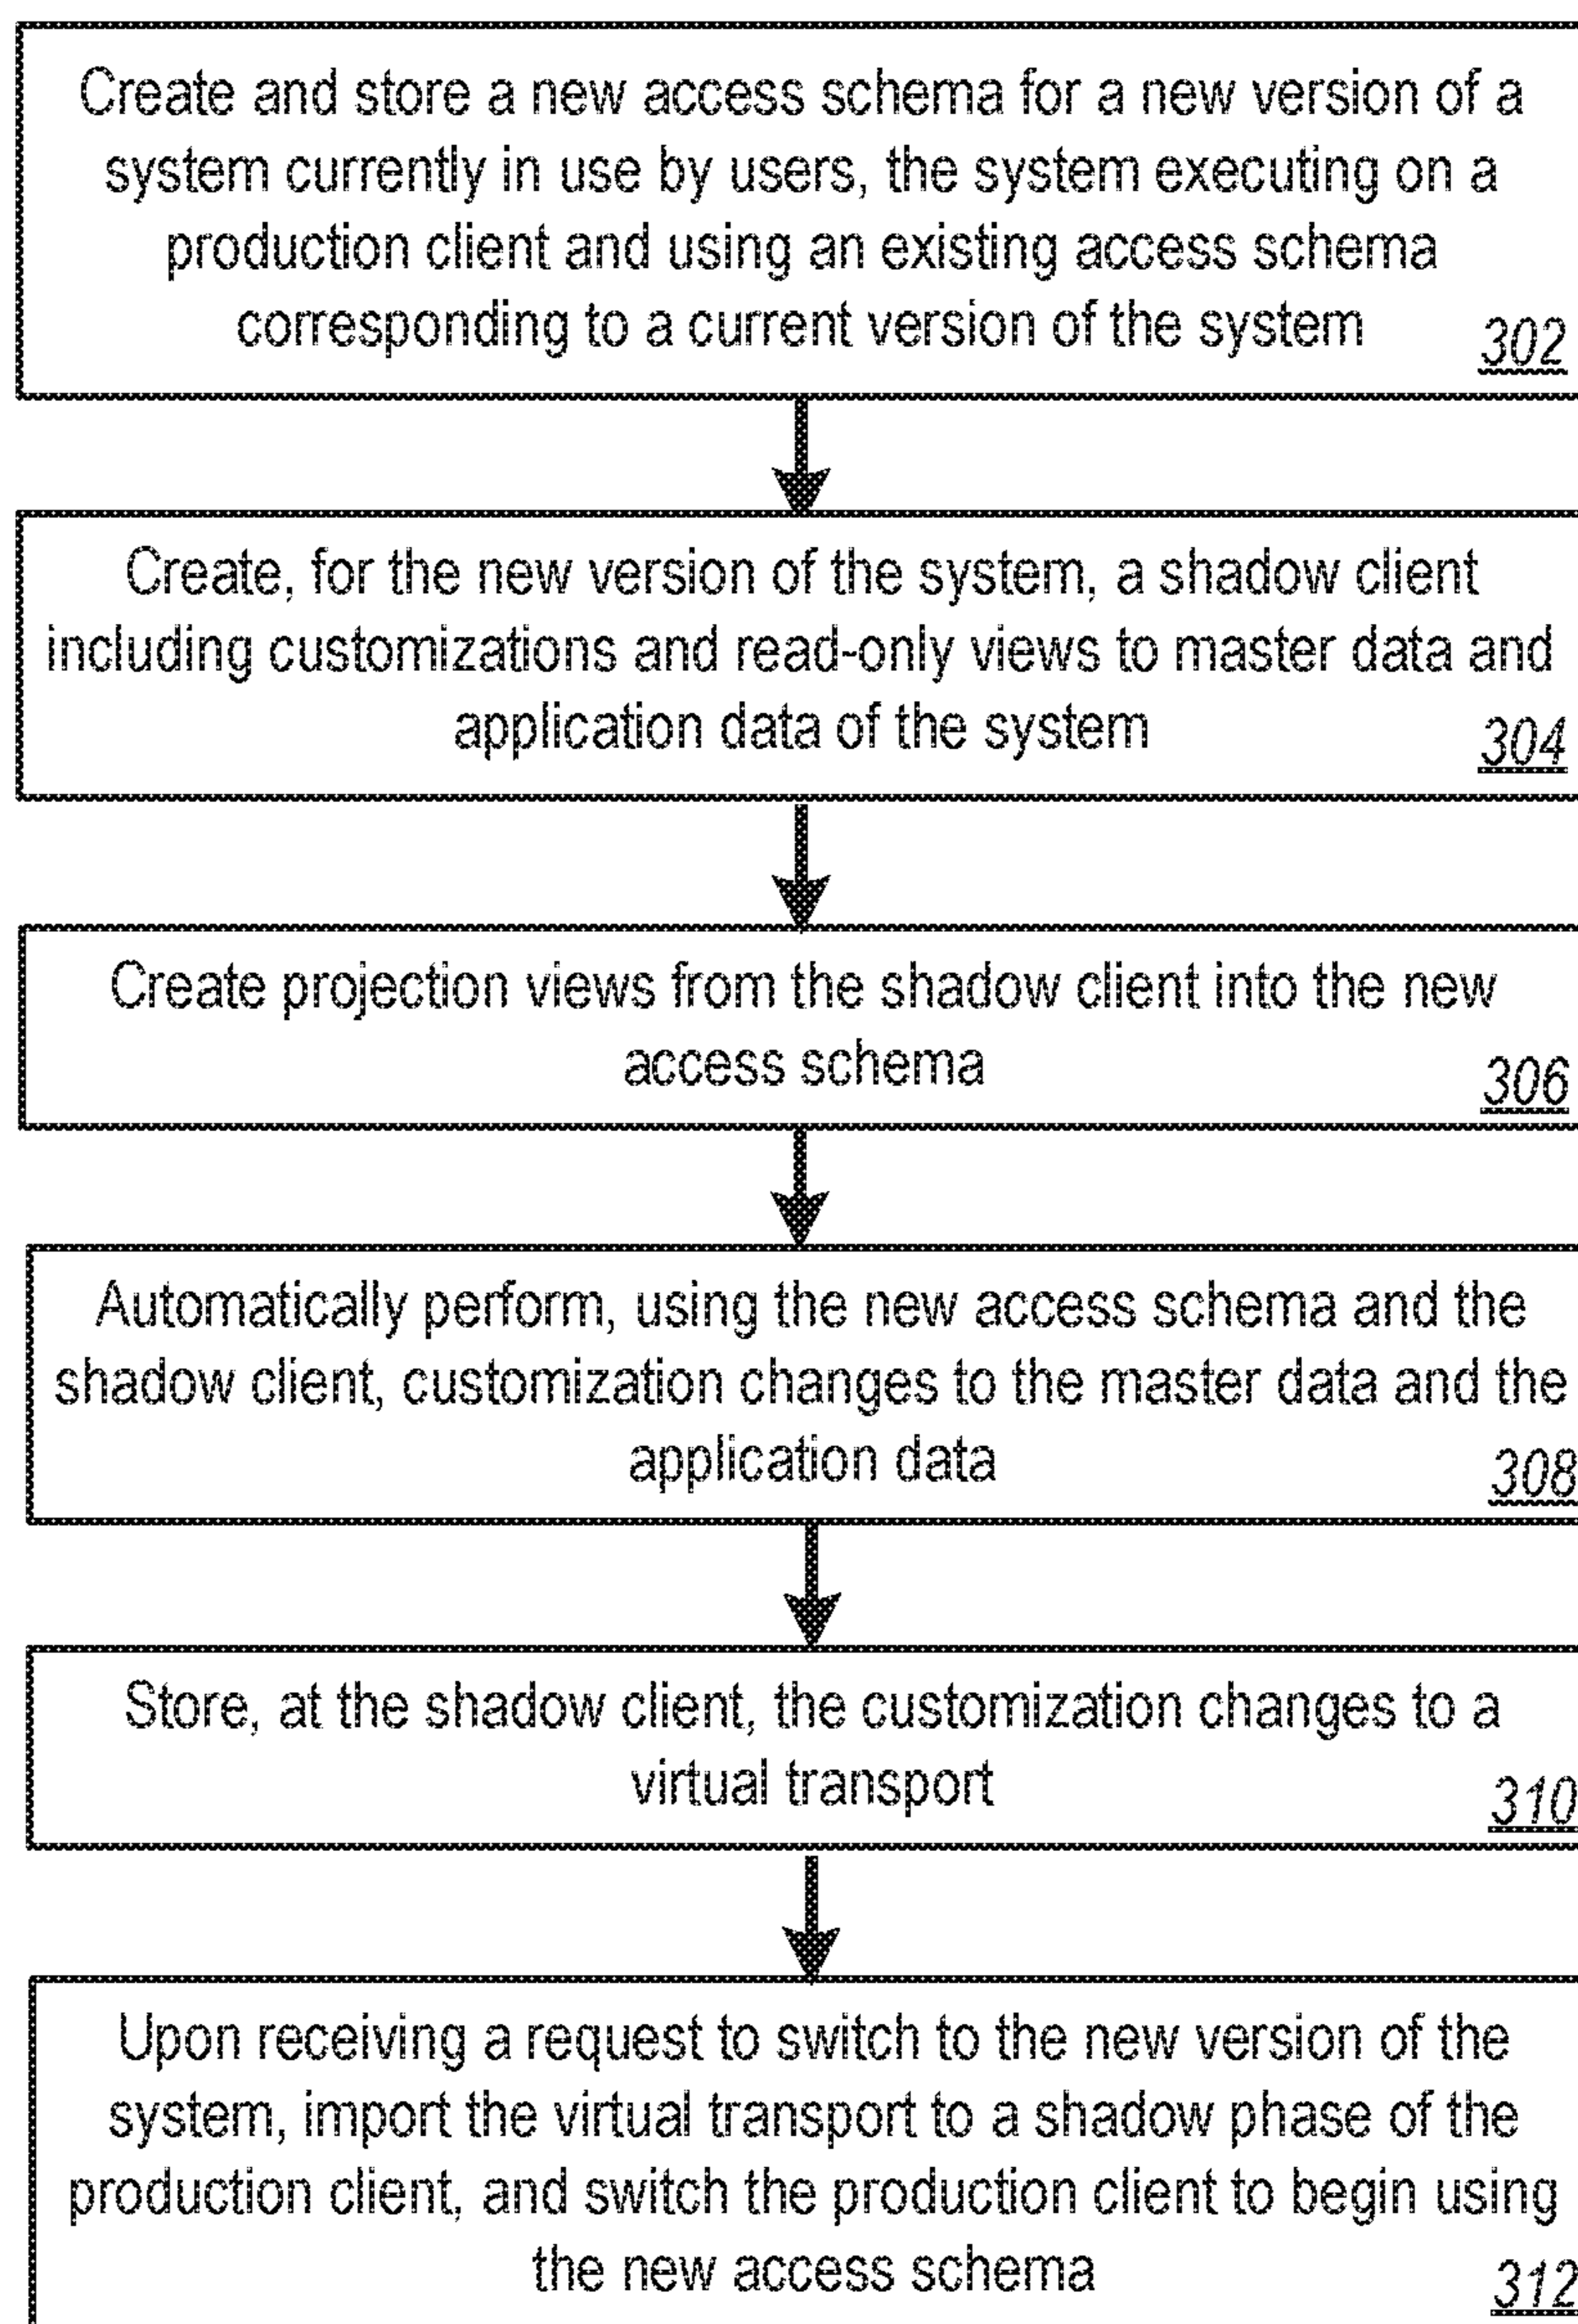 Create and store a new access schema for a new version of a
system currently in use by users, the system executing on a
production client and using an existing access schema
corresponding to a current version of the system
302
Create, for the new version of the system, a shadow client
including customizations and read-only views to master data and
application data of the system
304
Create projection views from the shadow client into the new
access schema
306
Automatically perform, using the new access schema and the
shadow client, customization changes to the master data and the
application data
308
Store, at the shadow client, the customization changes to a
virtual transport
310
Upon receiving a request to switch to the new version of the
system, import the virtual transport to a shadow phase of the
production client, and switch the production client to begin using
the new access schema
312